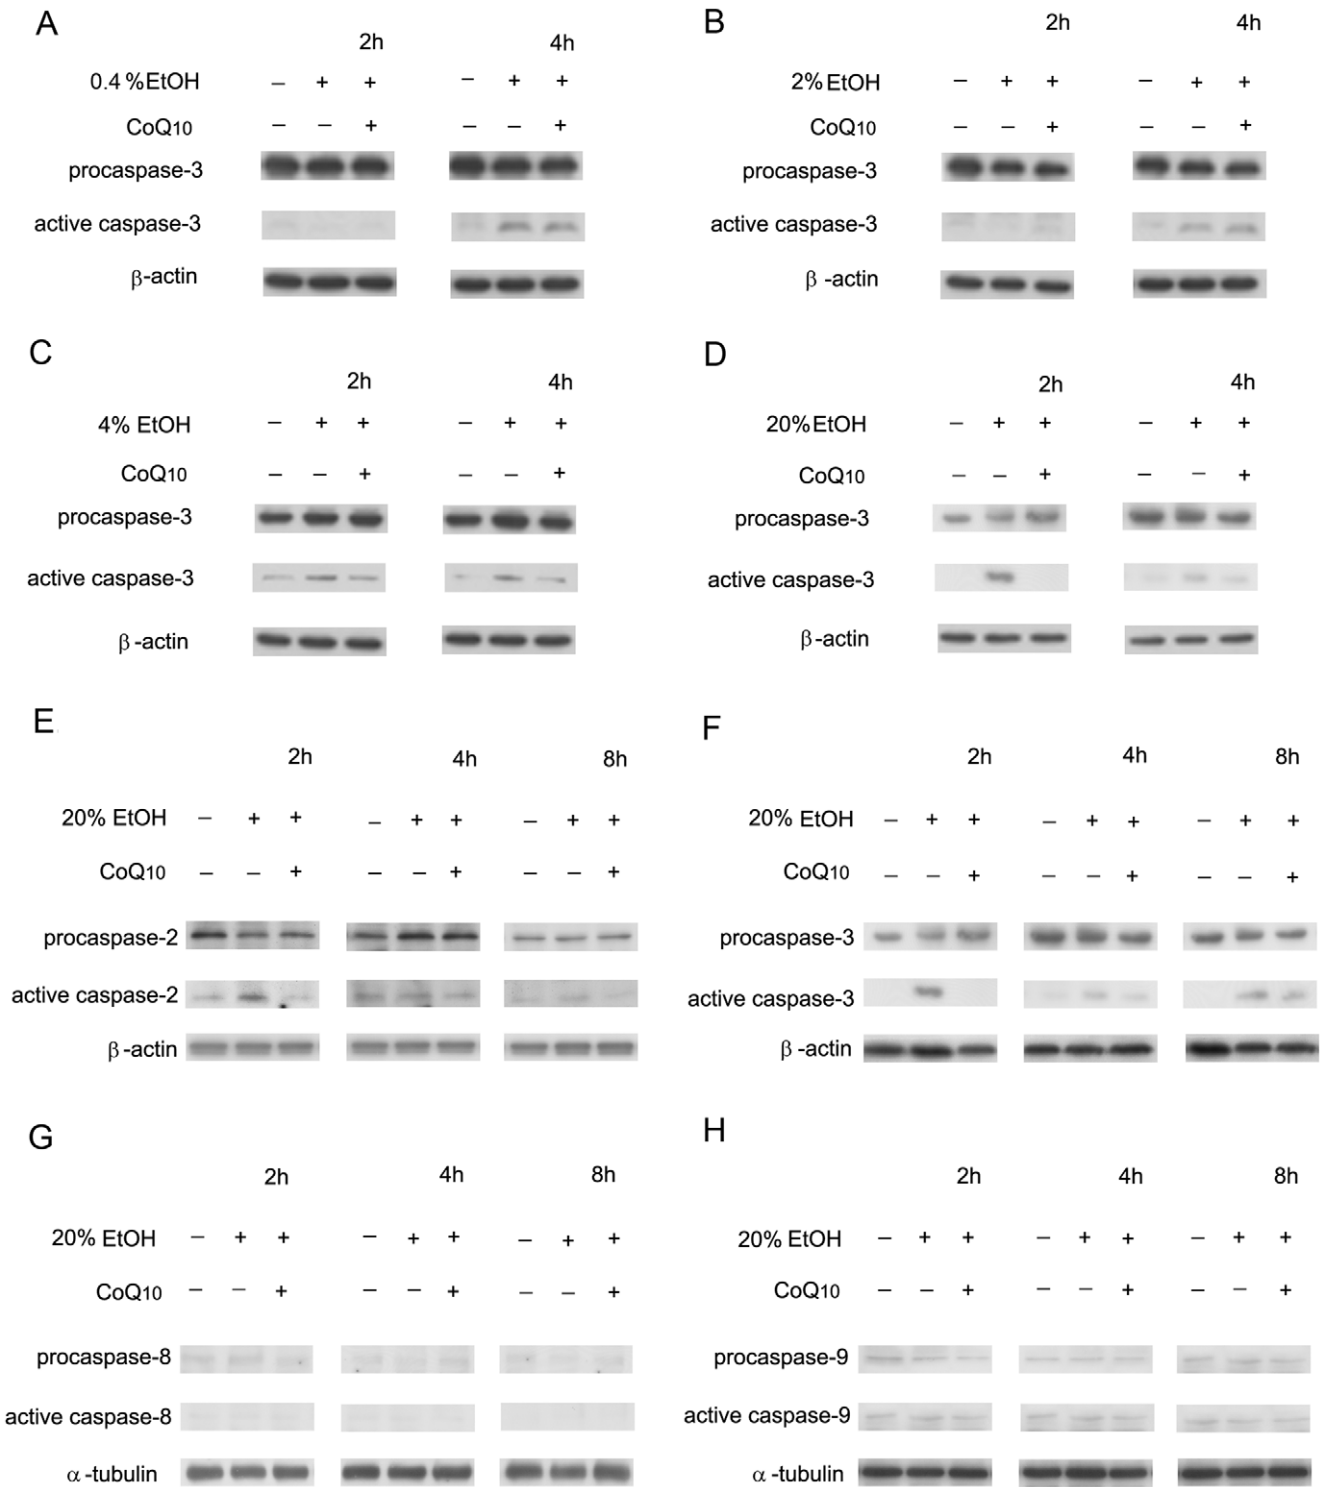 A
2h 4h
0.4 %EtOH – + + – + +
CoQ10 – – + – – +
procaspase-3
active caspase-3
β-actin
B
2h 4h
2% EtOH – + + – + +
CoQ10 – – + – – +
procaspase-3
active caspase-3
β -actin
C
2h 4h
4% EtOH – + + – + +
CoQ10 – – + – – +
procaspase-3
active caspase-3
β -actin
D
2h 4h
20% EtOH – + + – + +
CoQ10 – – + – – +
procaspase-3
active caspase-3
β-actin
E
2h 4h 8h
20% EtOH – + + – + + – + +
CoQ10 – – + – – + – – +
procaspase-2
active caspase-2
β -actin
F
2h 4h 8h
20% EtOH – + + – + + – + +
CoQ10 – – + – – + – – +
procaspase-3
active caspase-3
β -actin
G
2h 4h 8h
20% EtOH – + + – + + – + +
CoQ10 – – + – – + – – +
procaspase-8
active caspase-8
α -tubulin
H
2h 4h 8h
20% EtOH – + + – + + – + +
CoQ10 – – + – – + – – +
procaspase-9
active caspase-9
α -tubulin